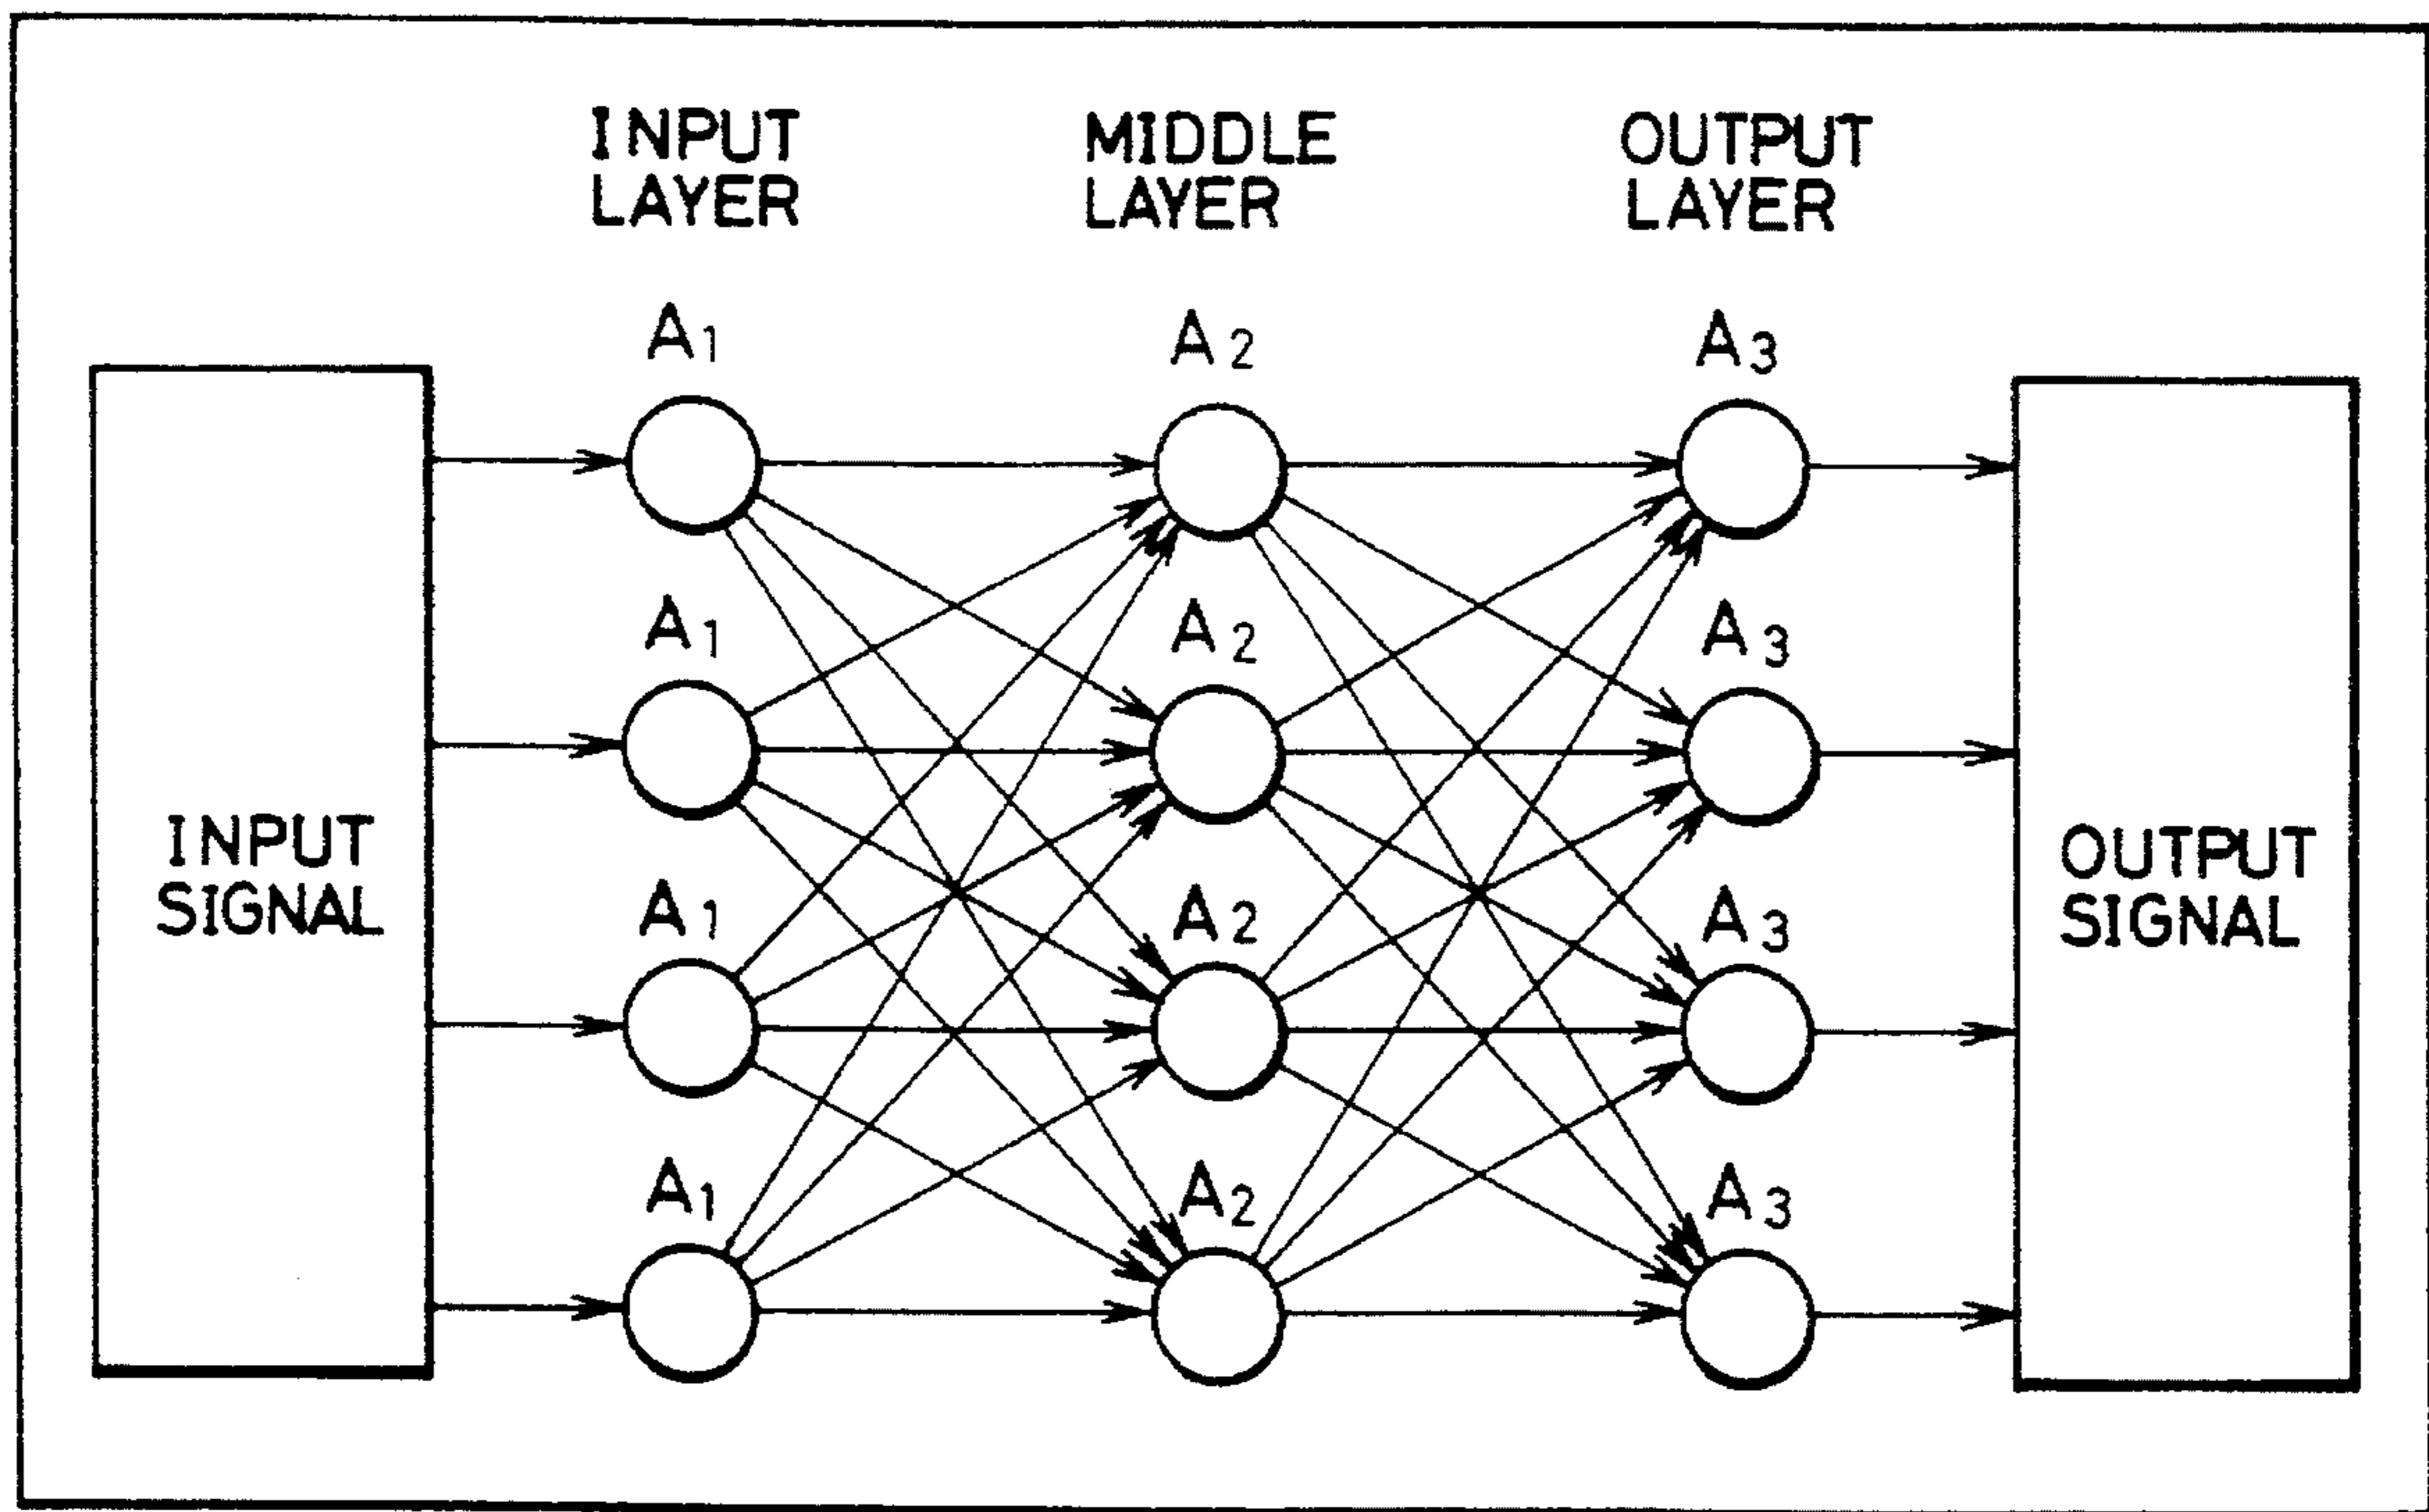 INPUT
LAYER
MIDDLE
LAYER
OUTPUT
LAYER
A1
A2
A3
A1
A2
A3
INPUT
SIGNAL
OUTPUT
SIGNAL
A1
A2
A3
A1
A2
A3